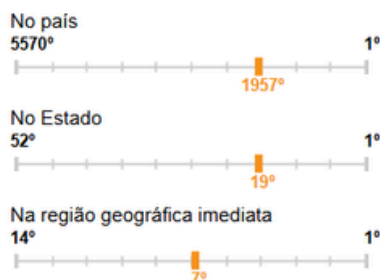 No país
5570º 1º
1957º
No Estado
52º 1º
19º
Na região geográfica imediata
14º 1º
7º